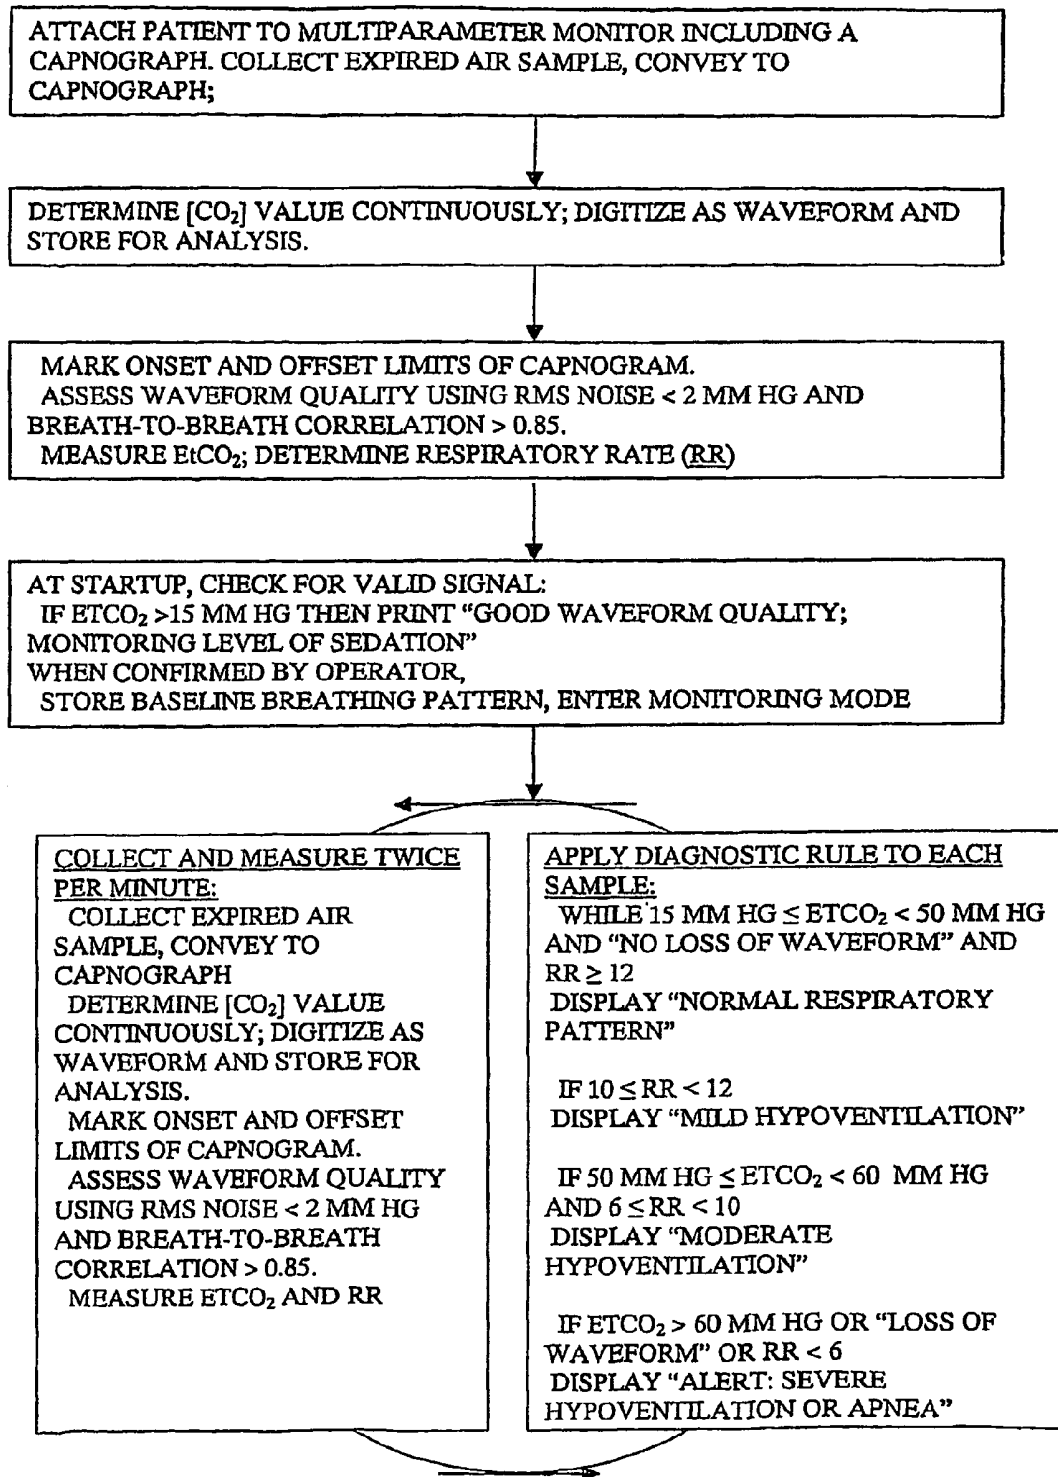 ATTACH PATIENT TO MULTIPARAMETER MONITOR INCLUDING A
CAPNOGRAPH. COLLECT EXPIRED AIR SAMPLE, CONVEY TO
CAPNOGRAPH;
DETERMINE [CO₂] VALUE CONTINUOUSLY; DIGITIZE AS WAVEFORM AND
STORE FOR ANALYSIS.
MARK ONSET AND OFFSET LIMITS OF CAPNOGRAM.
ASSESS WAVEFORM QUALITY USING RMS NOISE < 2 MM HG AND
BREATH-TO-BREATH CORRELATION > 0.85.
MEASURE EtCO₂; DETERMINE RESPIRATORY RATE (RR)
AT STARTUP, CHECK FOR VALID SIGNAL:
IF ETCO₂ >15 MM HG THEN PRINT “GOOD WAVEFORM QUALITY;
MONITORING LEVEL OF SEDATION”
WHEN CONFIRMED BY OPERATOR,
STORE BASELINE BREATHING PATTERN, ENTER MONITORING MODE
COLLECT AND MEASURE TWICE
PER MINUTE:
COLLECT EXPIRED AIR
SAMPLE, CONVEY TO
CAPNOGRAPH
DETERMINE [CO₂] VALUE
CONTINUOUSLY; DIGITIZE AS
WAVEFORM AND STORE FOR
ANALYSIS.
MARK ONSET AND OFFSET
LIMITS OF CAPNOGRAM.
ASSESS WAVEFORM QUALITY
USING RMS NOISE < 2 MM HG
AND BREATH-TO-BREATH
CORRELATION > 0.85.
MEASURE ETCO₂ AND RR
APPLY DIAGNOSTIC RULE TO EACH
SAMPLE:
WHILE 15 MM HG ≤ ETCO₂ < 50 MM HG
AND “NO LOSS OF WAVEFORM” AND
RR ≥ 12
DISPLAY “NORMAL RESPIRATORY
PATTERN”
IF 10 ≤ RR < 12
DISPLAY “MILD HYPOVENTILATION”
IF 50 MM HG ≤ ETCO₂ < 60 MM HG
AND 6 ≤ RR < 10
DISPLAY “MODERATE
HYPOVENTILATION”
IF ETCO₂ > 60 MM HG OR “LOSS OF
WAVEFORM” OR RR < 6
DISPLAY “ALERT: SEVERE
HYPOVENTILATION OR APNEA”